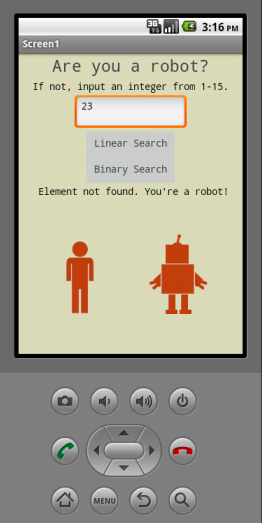 3G
3:16 PM
Screen1
Are you a robot?
If not, input an integer from 1-15.
23
Linear Search
Binary Search
Element not found. You're a robot!
MENU